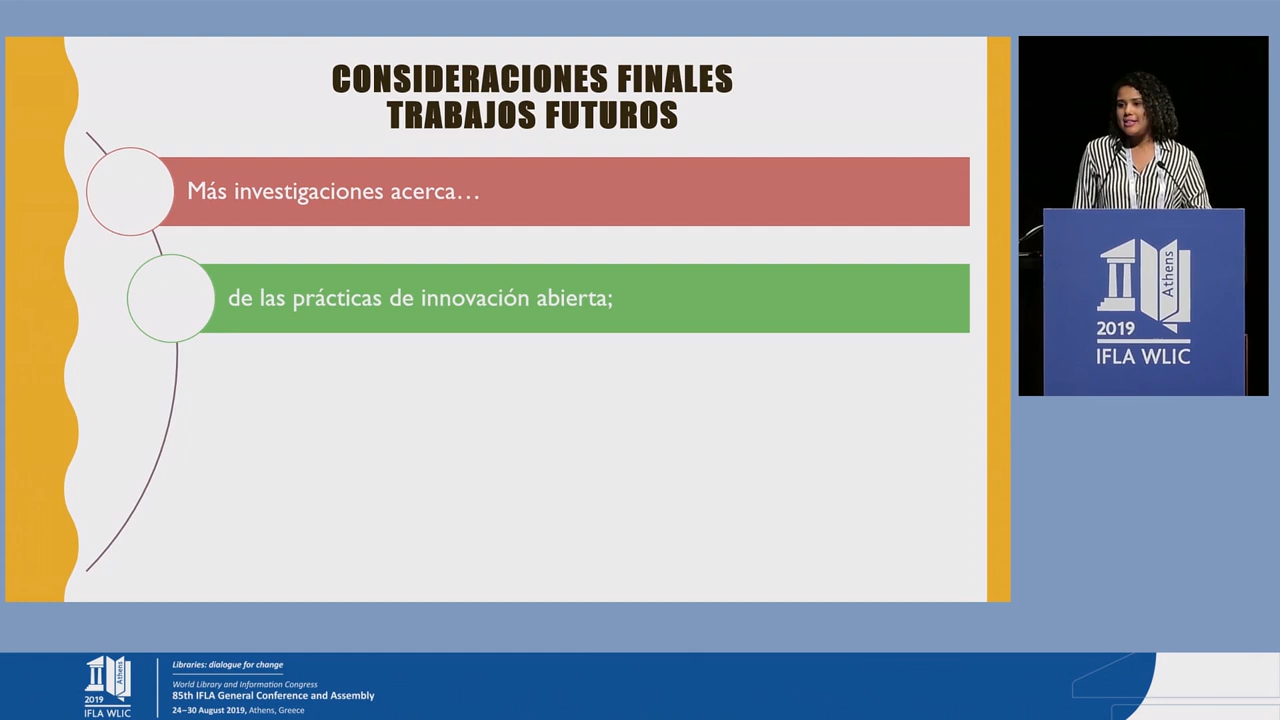 CONSIDERACIONES FINALES
TRABAJOS FUTUROS
Más investigaciones acerca…
de las prácticas de innovación abierta;
Athens
2019
IFLA WLIC
Athens
2019
IFLA WLIC
Libraries: dialogue for change
World Library and Information Congress
85th IFLA General Conference and Assembly
24–30 August 2019, Athens, Greece